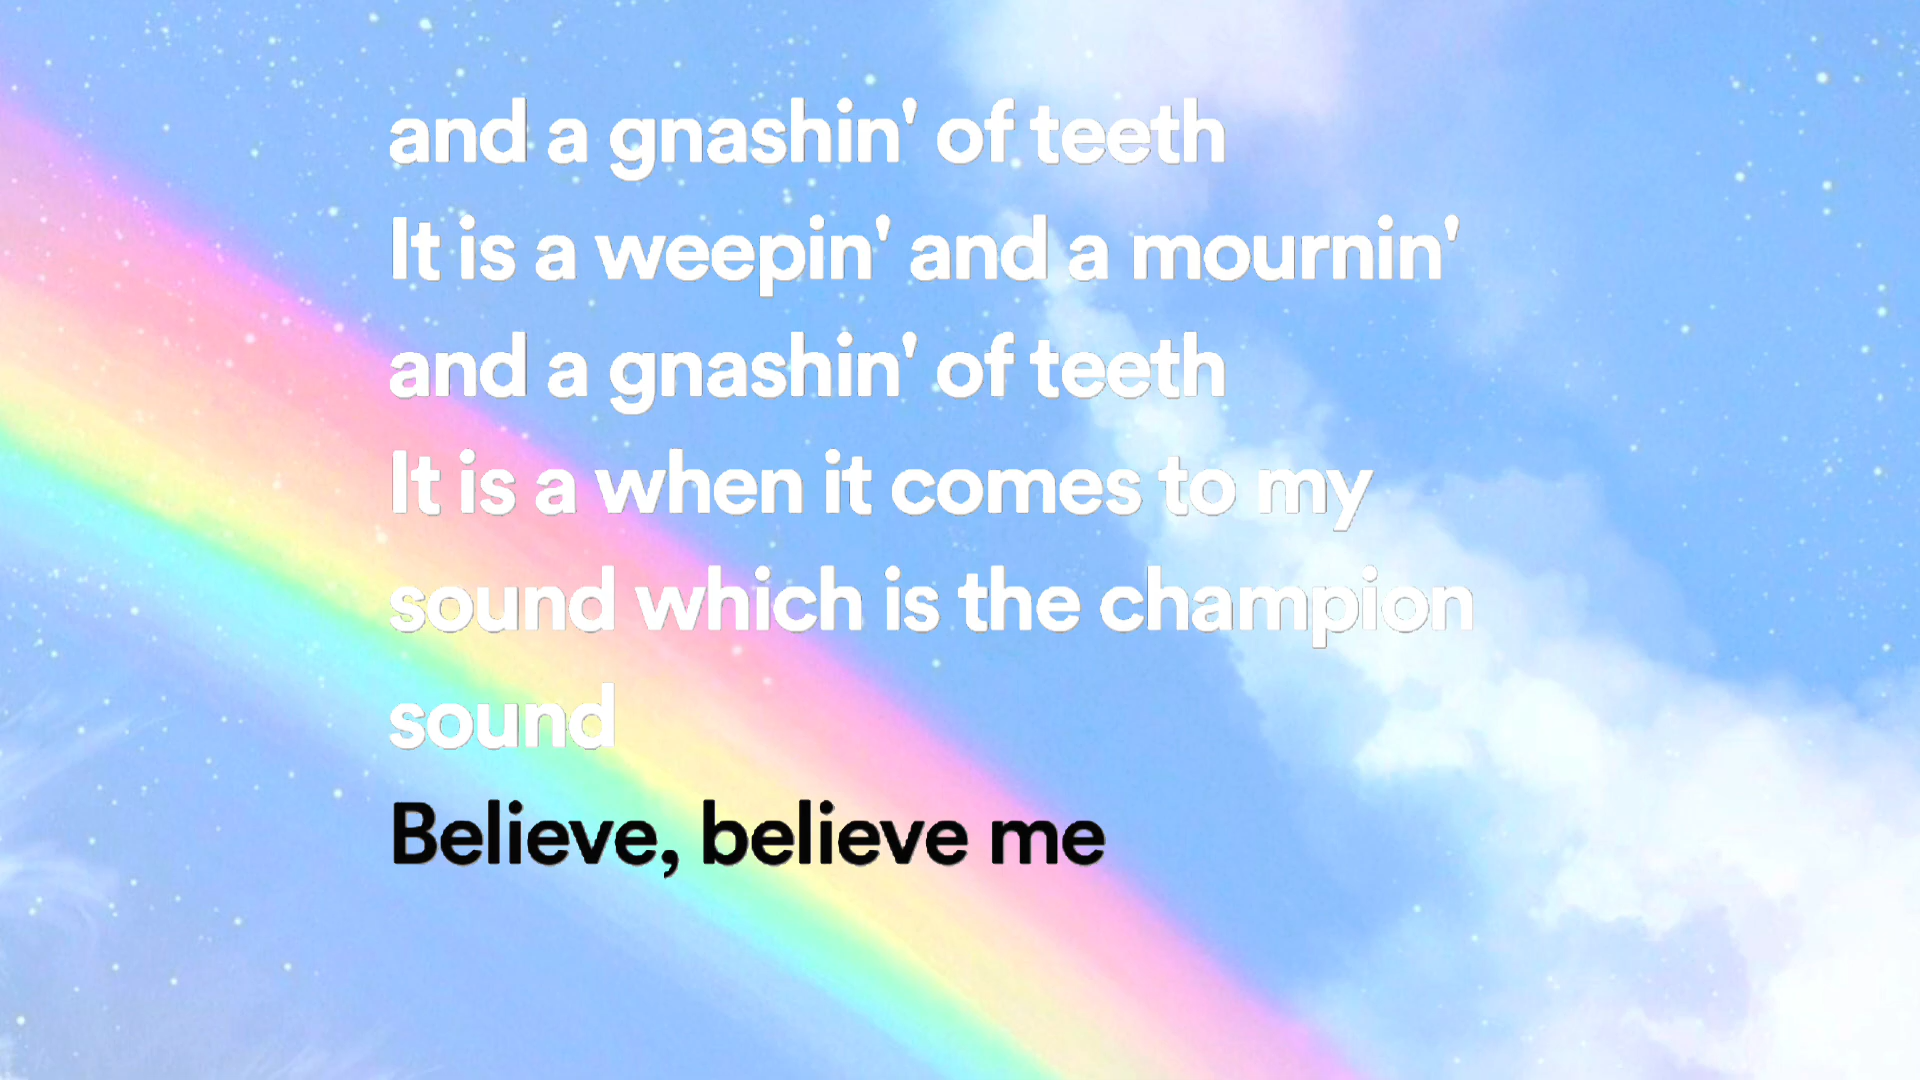 and a gnashin' of teeth
It is a weepin' and a mournin'
and a gnashin' of teeth
It is a when it comes to my
sound which is the champion
sound
Believe, believe me